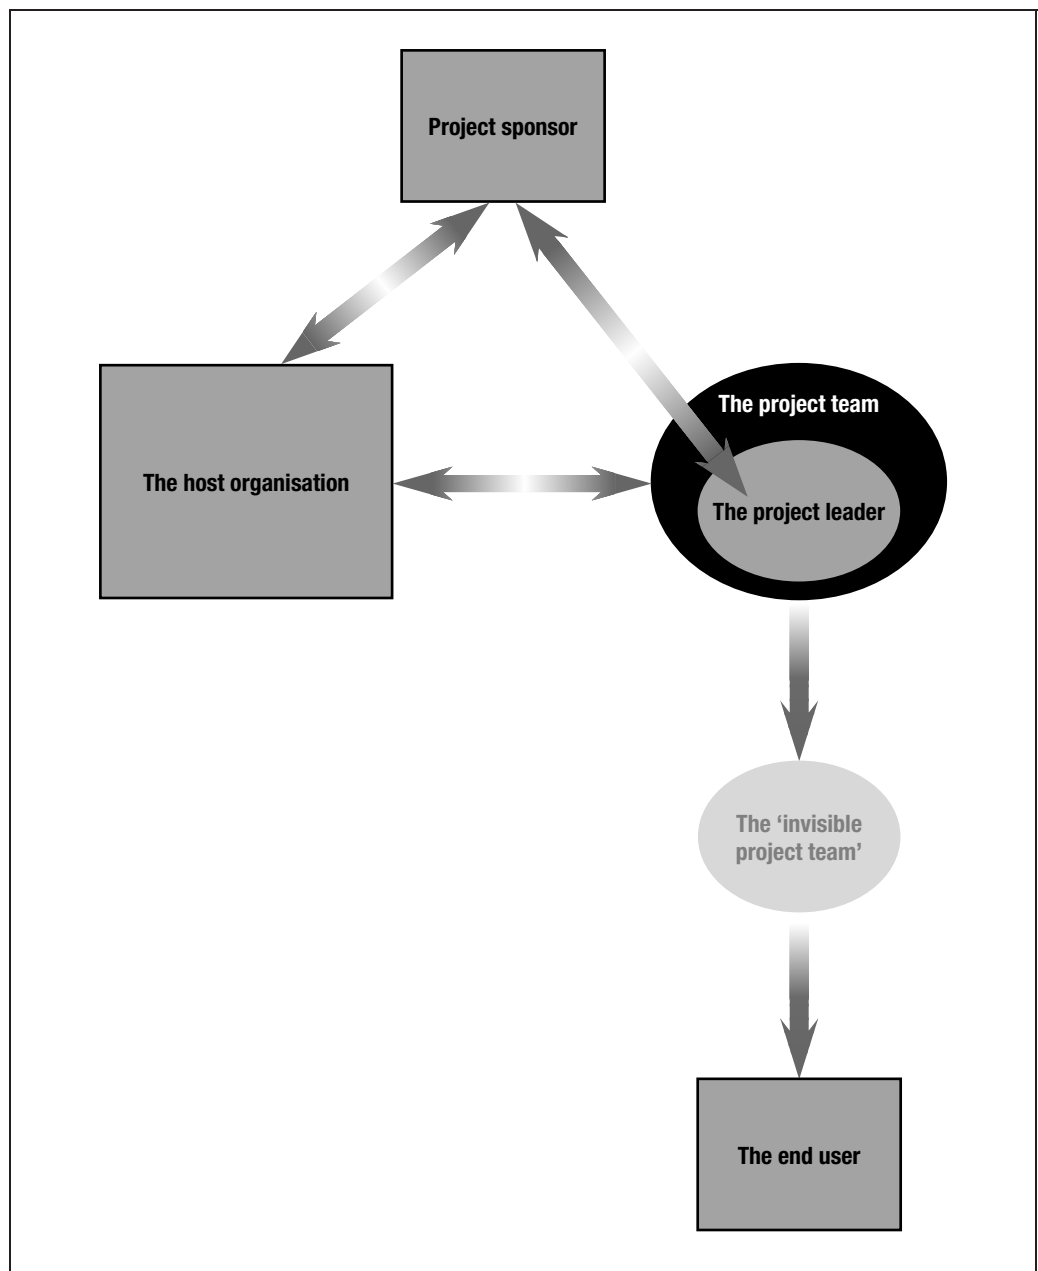 Project sponsor
The project team
The host organisation
The project leader
The ‘invisible
project team’
The end user